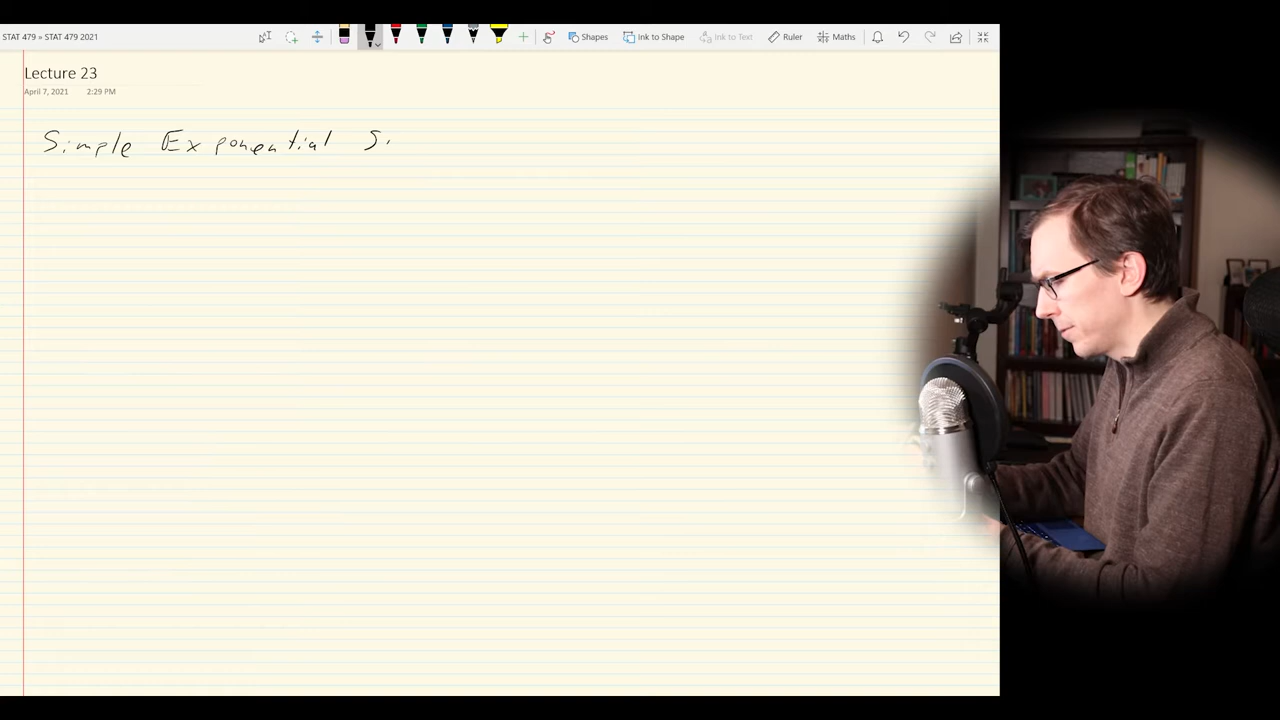 STAT 479 » STAT 479 2021
Shapes
Ink to Shape
Ink to Text
Ruler
Maths
Lecture 23
April 7, 2021 2:29 PM
Simple Exponential S